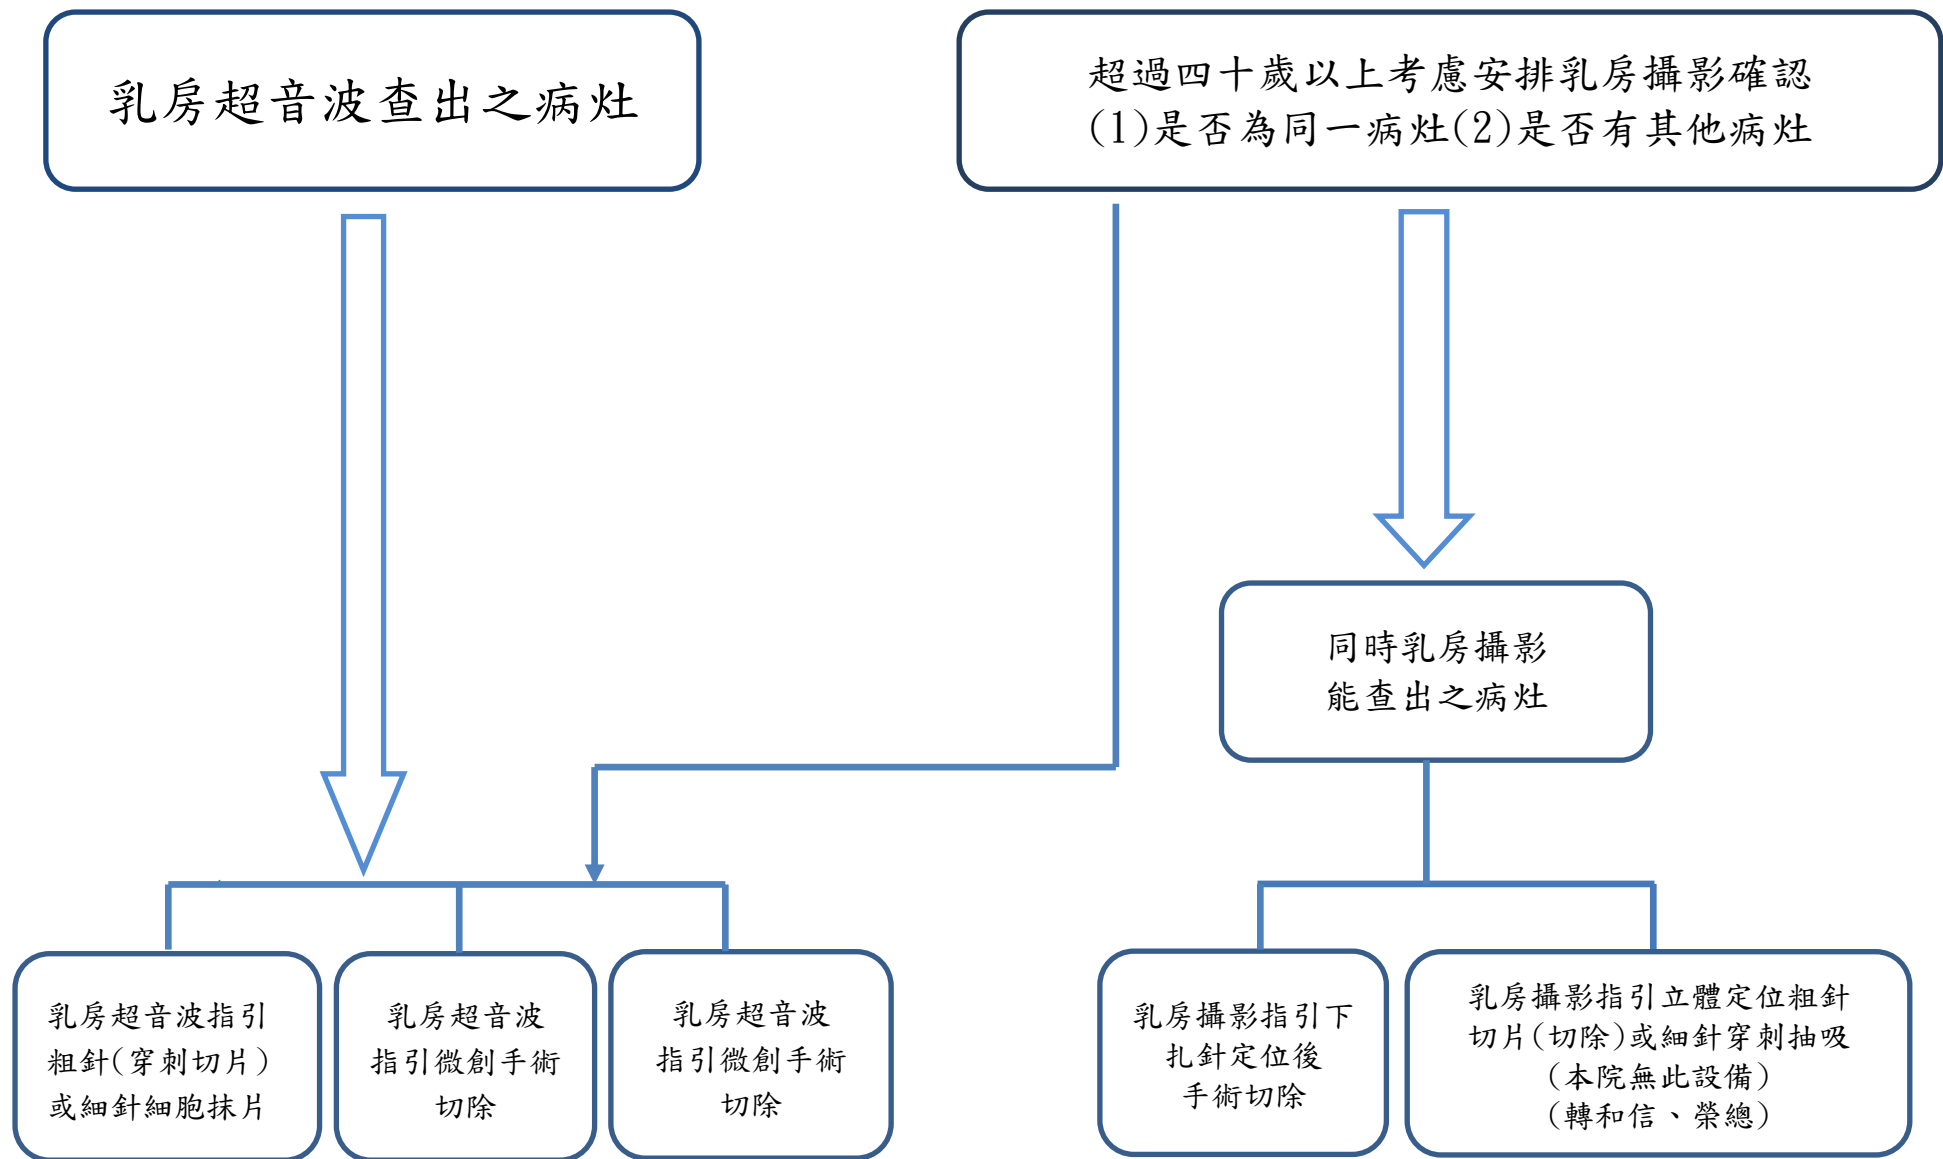 乳房超音波查出之病灶
超過四十歲以上考慮安排乳房攝影確認
(1)是否為同一病灶(2)是否有其他病灶
同時乳房攝影
能查出之病灶
乳房超音波指引
粗針(穿刺切片)
或細針細胞抹片
乳房超音波
指引微創手術
切除
乳房超音波
指引微創手術
切除
乳房攝影指引下
扎針定位後
手術切除
乳房攝影指引立體定位粗針
切片(切除)或細針穿刺抽吸
(本院無此設備)
(轉和信、榮總)